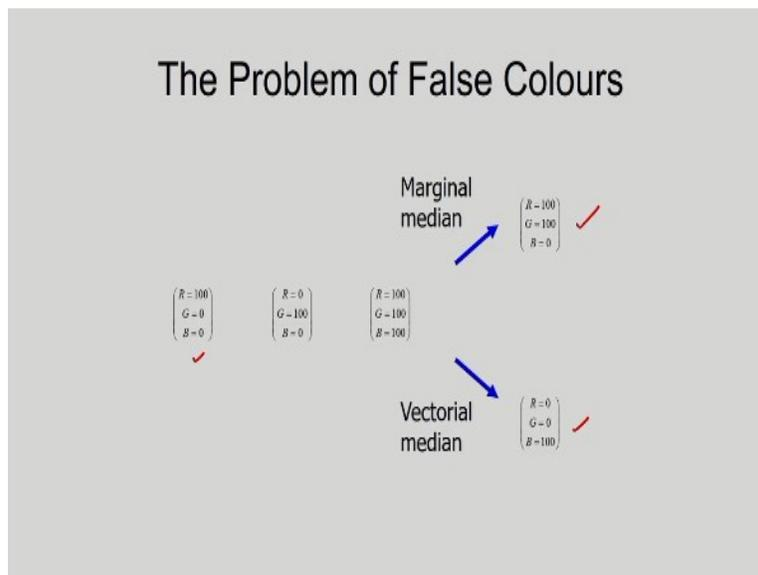 The Problem of False Colours
Marginal
median
R = 100
G = 100
B = 0
R = 100
G = 0
B = 0
R = 0
G = 100
B = 0
R = 100
G = 100
B = 100
Vectorial
median
R = 0
G = 0
B = 100